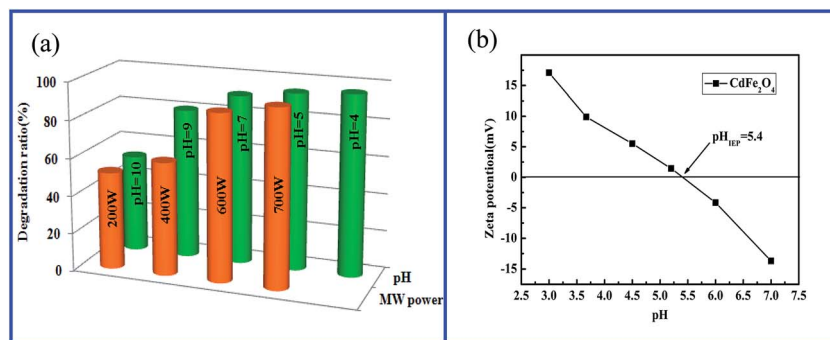 (a)
100
80
60
40
20
0
Degradation ratio(%)
200W
400W
600W
700W
pH=10
pH=9
pH=7
pH=5
pH=4
pH
MW power
(b)
15
10
5
0
-5
-10
-15
Zeta potentioal(mV)
CdFe₂O₄
pH_IEP=5.4
2.5 3.0 3.5 4.0 4.5 5.0 5.5 6.0 6.5 7.0 7.5
pH